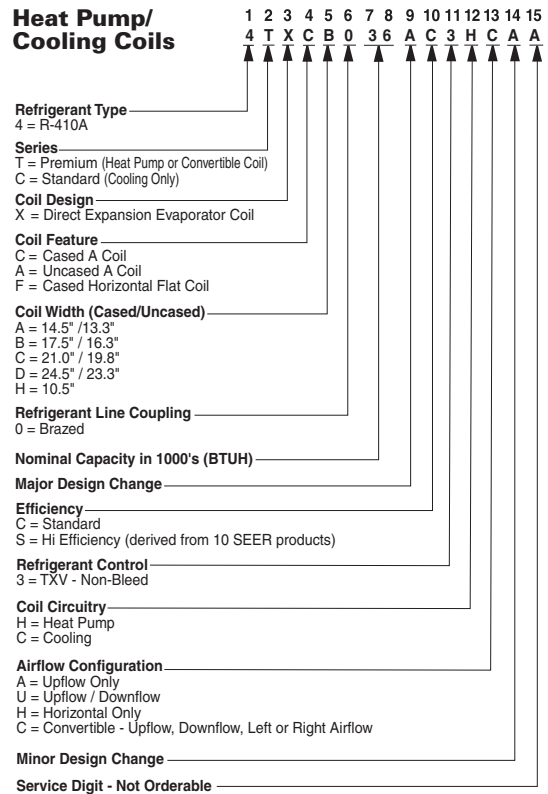 Heat Pump/
Cooling Coils
1 2 3 4 5 6 7 8 9 10 11 12 13 14 15
4 T X C B 0 3 6 A C 3 H C A A
Refrigerant Type
4 = R-410A
Series
T = Premium (Heat Pump or Convertible Coil)
C = Standard (Cooling Only)
Coil Design
X = Direct Expansion Evaporator Coil
Coil Feature
C = Cased A Coil
A = Uncased A Coil
F = Cased Horizontal Flat Coil
Coil Width (Cased/Uncased)
A = 14.5" /13.3"
B = 17.5" / 16.3"
C = 21.0" / 19.8"
D = 24.5" / 23.3"
H = 10.5"
Refrigerant Line Coupling
0 = Brazed
Nominal Capacity in 1000's (BTUH)
Major Design Change
Efficiency
C = Standard
S = Hi Efficiency (derived from 10 SEER products)
Refrigerant Control
3 = TXV - Non-Bleed
Coil Circuitry
H = Heat Pump
C = Cooling
Airflow Configuration
A = Upflow Only
U = Upflow / Downflow
H = Horizontal Only
C = Convertible - Upflow, Downflow, Left or Right Airflow
Minor Design Change
Service Digit - Not Orderable